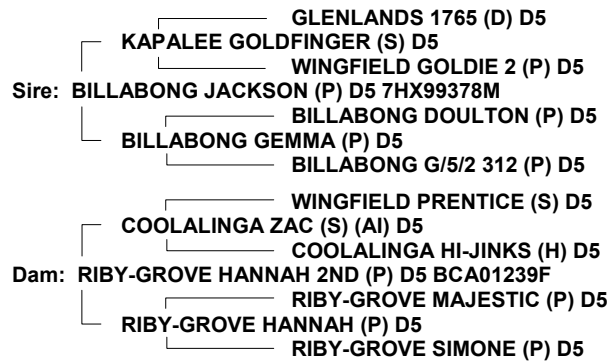 GLENLANDS 1765 (D) D5
KAPALEE GOLDFINGER (S) D5
WINGFIELD GOLDIE 2 (P) D5
Sire: BILLABONG JACKSON (P) D5 7HX99378M
BILLABONG DOULTON (P) D5
BILLABONG GEMMA (P) D5
BILLABONG G/5/2 312 (P) D5
WINGFIELD PRENTICE (S) D5
COOLALINGA ZAC (S) (AI) D5
COOLALINGA HI-JINKS (H) D5
Dam: RIBY-GROVE HANNAH 2ND (P) D5 BCA01239F
RIBY-GROVE MAJESTIC (P) D5
RIBY-GROVE HANNAH (P) D5
RIBY-GROVE SIMONE (P) D5